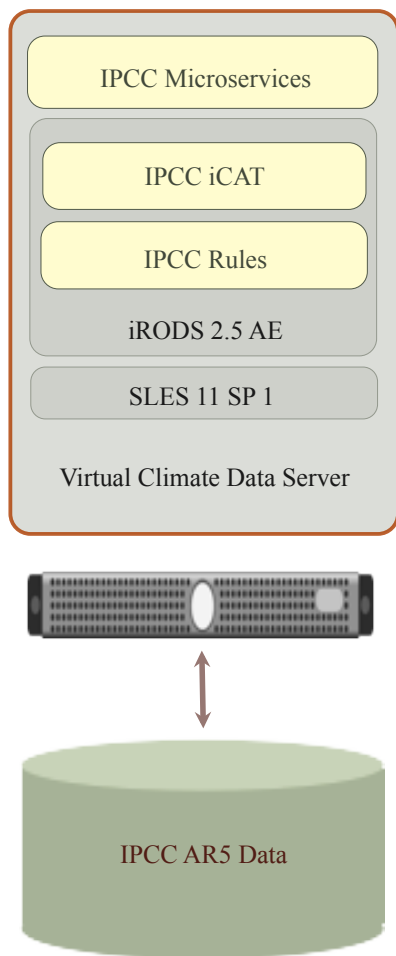 IPCC Microservices
IPCC iCAT
IPCC Rules
iRODS 2.5 AE
SLES 11 SP 1
Virtual Climate Data Server
IPCC AR5 Data